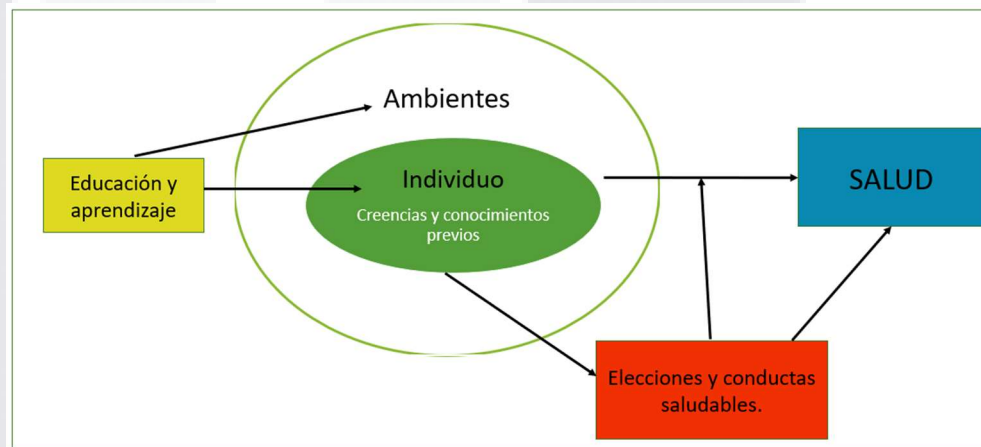 Ambientes
Educación y
aprendizaje
Individuo
Creencias y conocimientos
previos
SALUD
Elecciones y conductas
saludables.